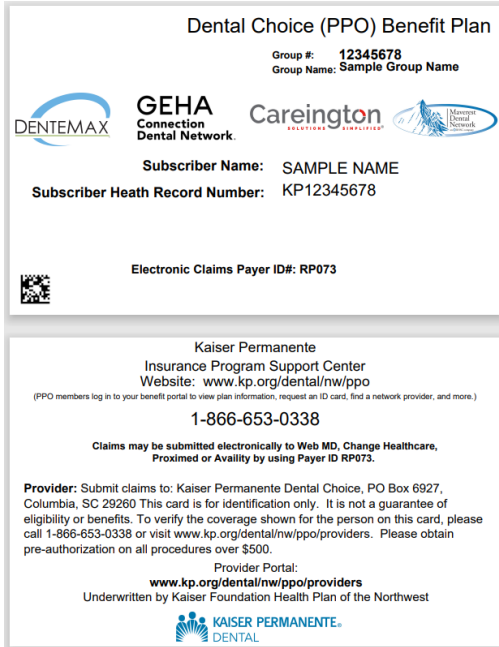 Dental Choice (PPO) Benefit Plan
Group #: 12345678
Group Name: Sample Group Name
DENTEMAX
GEHA
Connection
Dental Network.
Careington
SOLUTIONS SIMPLIFIED
Maverest
Dental
Network
Subscriber Name: SAMPLE NAME
Subscriber Heath Record Number: KP12345678
Electronic Claims Payer ID#: RP073
Kaiser Permanente
Insurance Program Support Center
Website: www.kp.org/dental/nw/ppo
(PPO members log in to your benefit portal to view plan information, request an ID card, find a network provider, and more.)
1-866-653-0338
Claims may be submitted electronically to Web MD, Change Healthcare,
Proximed or Availity by using Payer ID RP073.
Provider: Submit claims to: Kaiser Permanente Dental Choice, PO Box 6927,
Columbia, SC 29260 This card is for identification only. It is not a guarantee of
eligibility or benefits. To verify the coverage shown for the person on this card, please
call 1-866-653-0338 or visit www.kp.org/dental/nw/ppo/providers. Please obtain
pre-authorization on all procedures over $500.
Provider Portal:
www.kp.org/dental/nw/ppo/providers
Underwritten by Kaiser Foundation Health Plan of the Northwest
KAISER PERMANENTE®
DENTAL